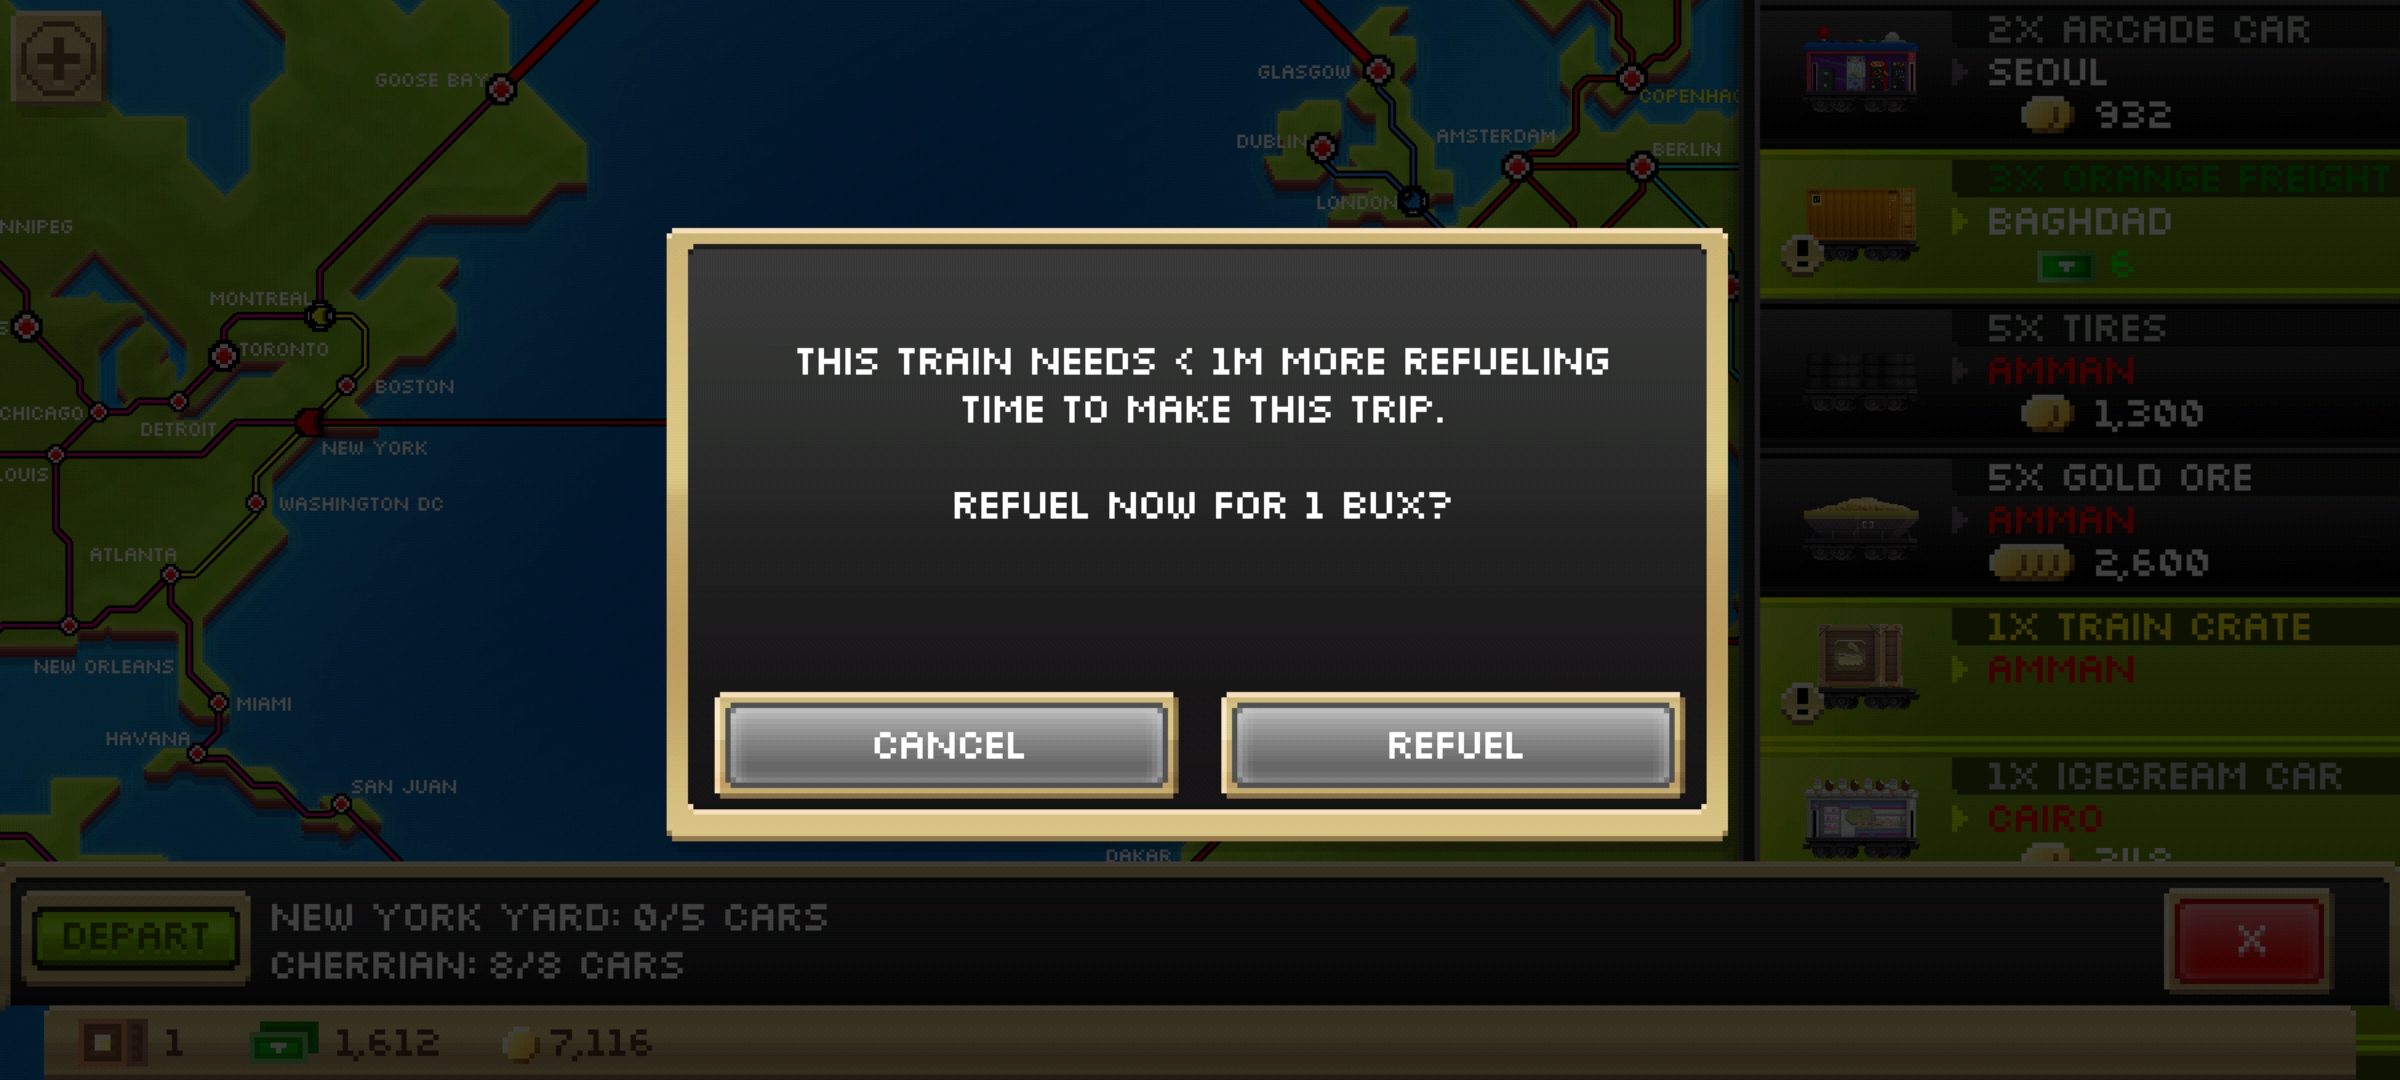 GOOSE BAY
GLASGOW
DUBLIN
AMSTERDAM
BERLIN
LONDON
MONTREAL
TORONTO
BOSTON
CHICAGO
DETROIT
NEW YORK
WASHINGTON DC
ATLANTA
NEW ORLEANS
MIAMI
HAVANA
SAN JUAN
DAKAR
THIS TRAIN NEEDS < 1M MORE REFUELING
TIME TO MAKE THIS TRIP.
REFUEL NOW FOR 1 BUX?
CANCEL
REFUEL
2X ARCADE CAR
SEOUL
932
3X ORANGE FREIGHT
BAGHDAD
6
5X TIRES
AMMAN
1,300
5X GOLD ORE
AMMAN
2,600
1X TRAIN CRATE
AMMAN
1X ICECREAM CAR
CAIRO
DEPART
NEW YORK YARD: 0/5 CARS
CHERRIAN: 8/8 CARS
X
1
1,612
7,116